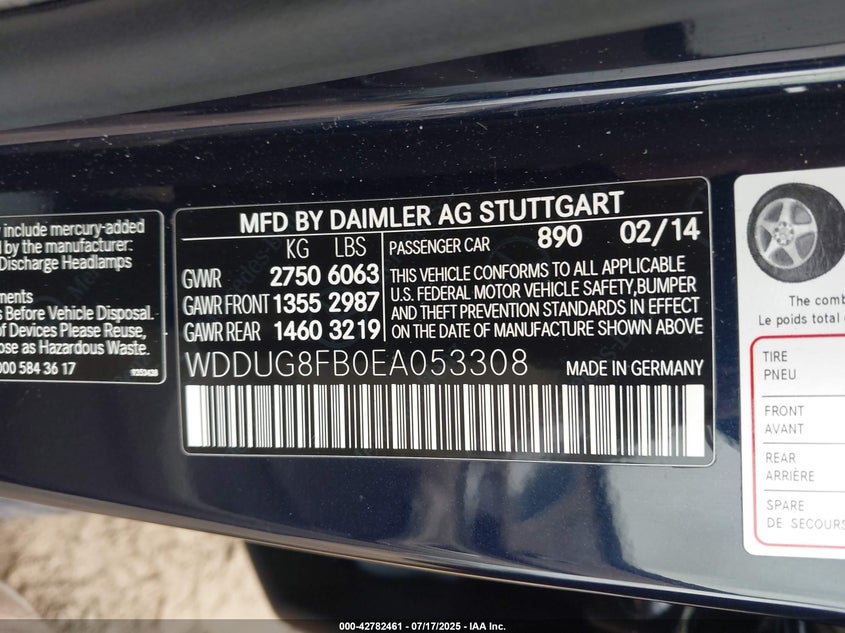 y include mercury-added
d by the manufacturer:
Discharge Headlamps
ments
s Before Vehicle Disposal.
of Devices Please Reuse,
ose as Hazardous Waste.
000 584 36 17
MFD BY DAIMLER AG STUTTGART
KG LBS
GVWR 2750 6063
GAWR FRONT 1355 2987
GAWR REAR 1460 3219
PASSENGER CAR 890 02/14
THIS VEHICLE CONFORMS TO ALL APPLICABLE
U.S. FEDERAL MOTOR VEHICLE SAFETY,BUMPER
AND THEFT PREVENTION STANDARDS IN EFFECT
ON THE DATE OF MANUFACTURE SHOWN ABOVE
WDDUG8FB0EA053308 MADE IN GERMANY
The comb
Le poids total
TIRE
PNEU
FRONT
AVANT
REAR
ARRIÈRE
SPARE
DE SECOURS
000-42782461 - 07/17/2025 - IAA Inc.